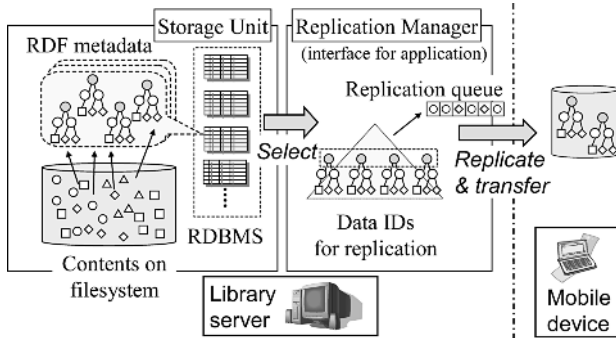 Storage Unit
Replication Manager
(interface for application)
RDF metadata
Replication queue
Select
Replicate
& transfer
RDBMS
Data IDs
for replication
Contents on
filesystem
Library
server
Mobile
device